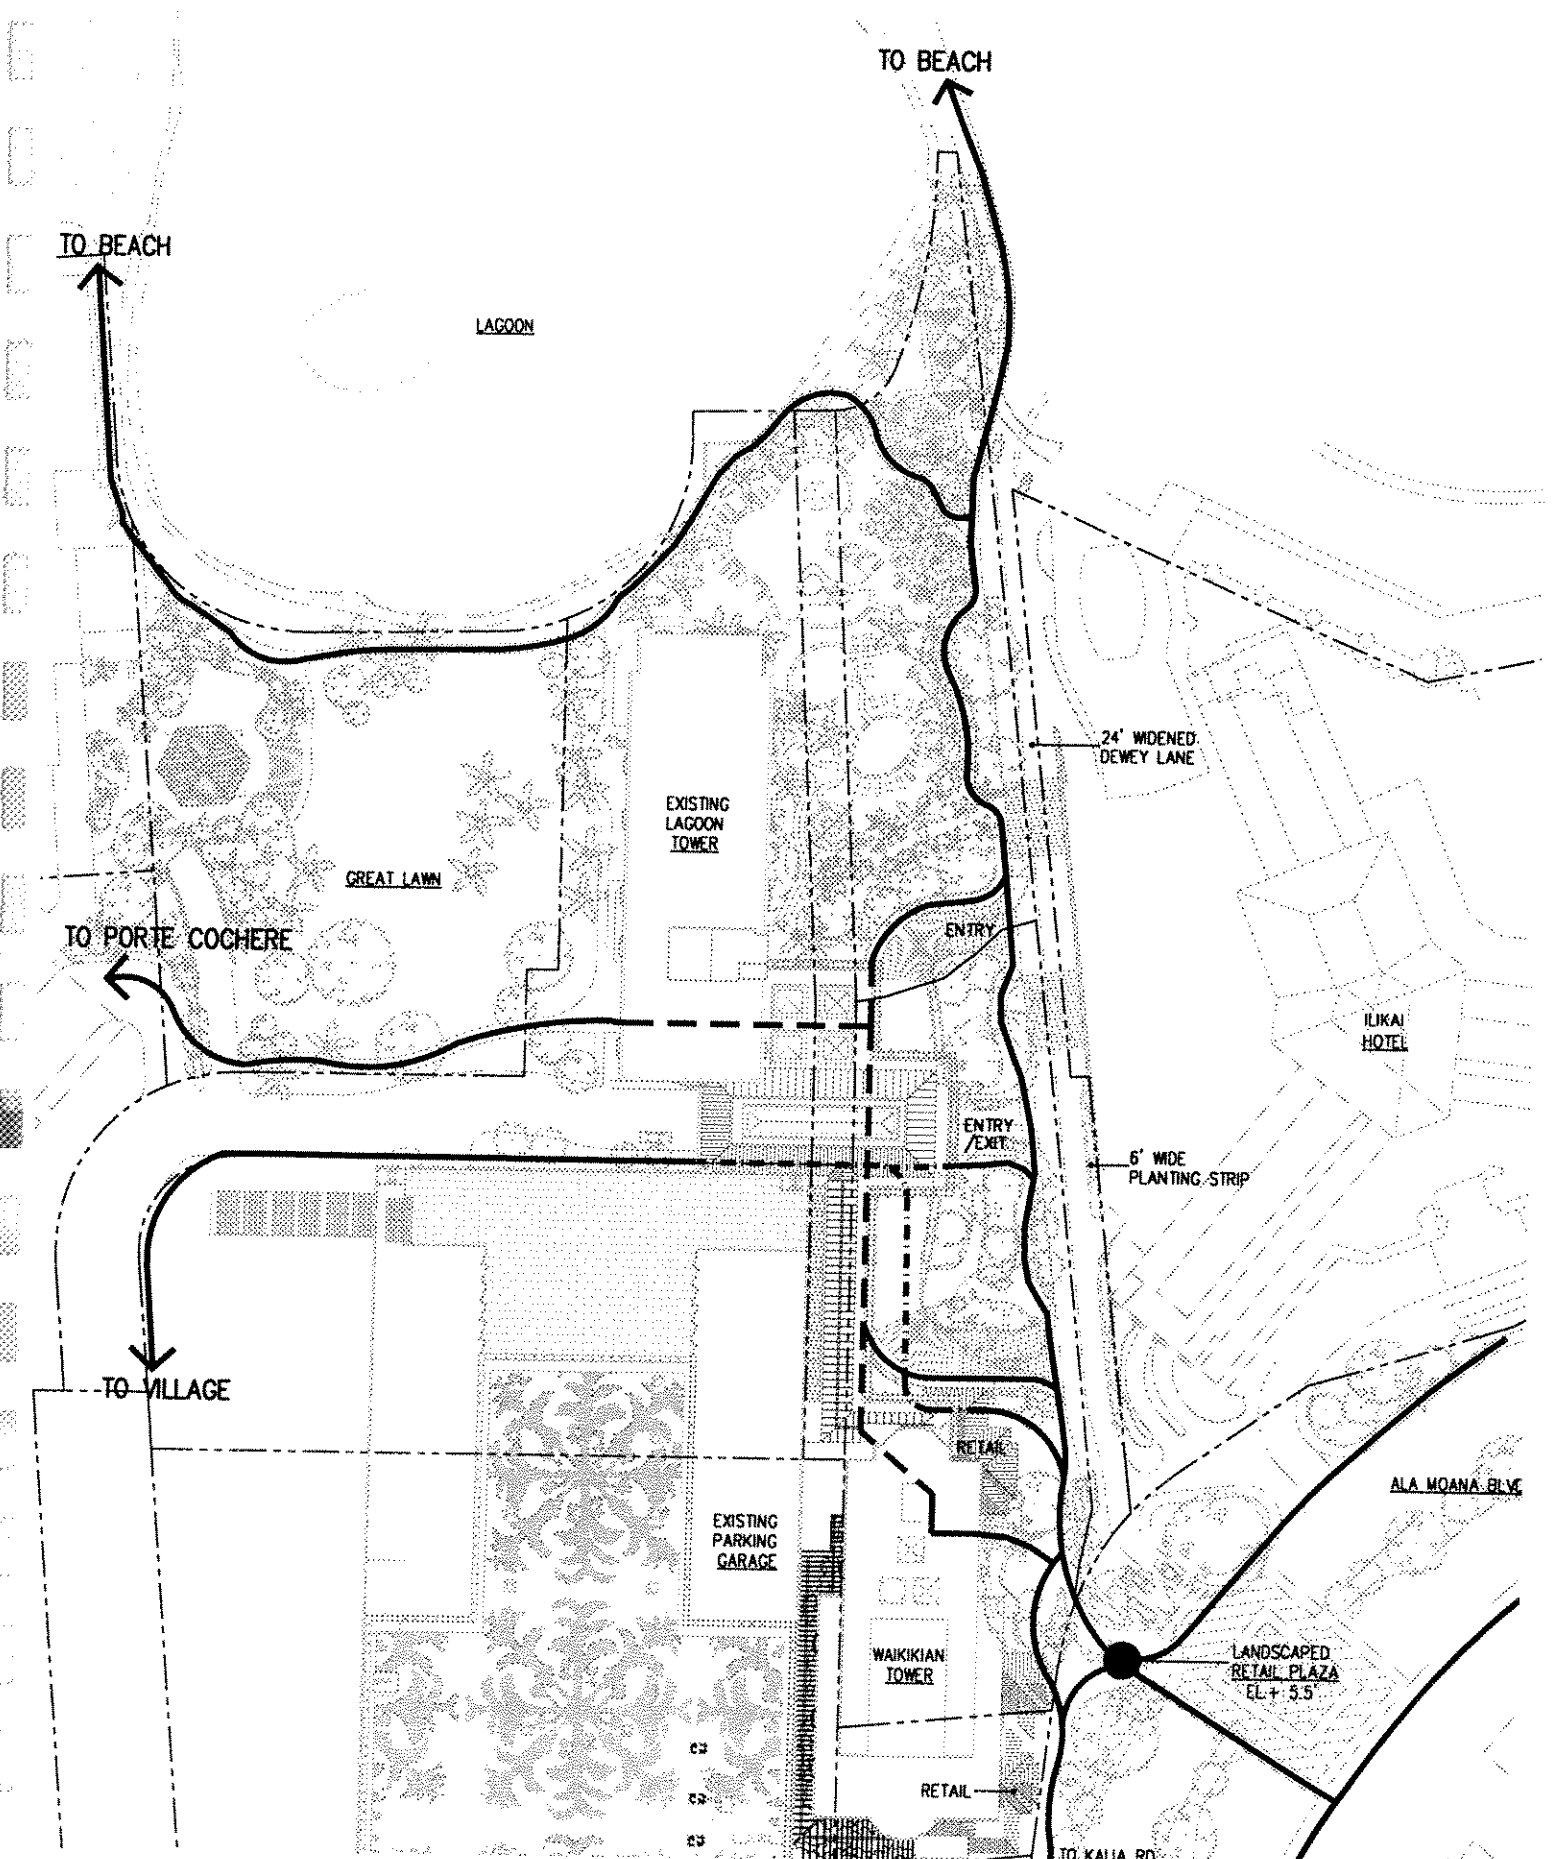 TO BEACH
TO BEACH
LAGOON
24' WIDENED
DEWEY LANE
EXISTING
LAGOON
TOWER
GREAT LAWN
TO PORTE COCHERE
ENTRY
ILIKAI
HOTEL
ENTRY
/EXIT
6' WIDE
PLANTING STRIP
TO VILLAGE
RETAIL
ALA MOANA BLVD
EXISTING
PARKING
GARAGE
WAIKIKIAN
TOWER
LANDSCAPED
RETAIL PLAZA
EL + 5.5'
RETAIL
TO KALIA RD